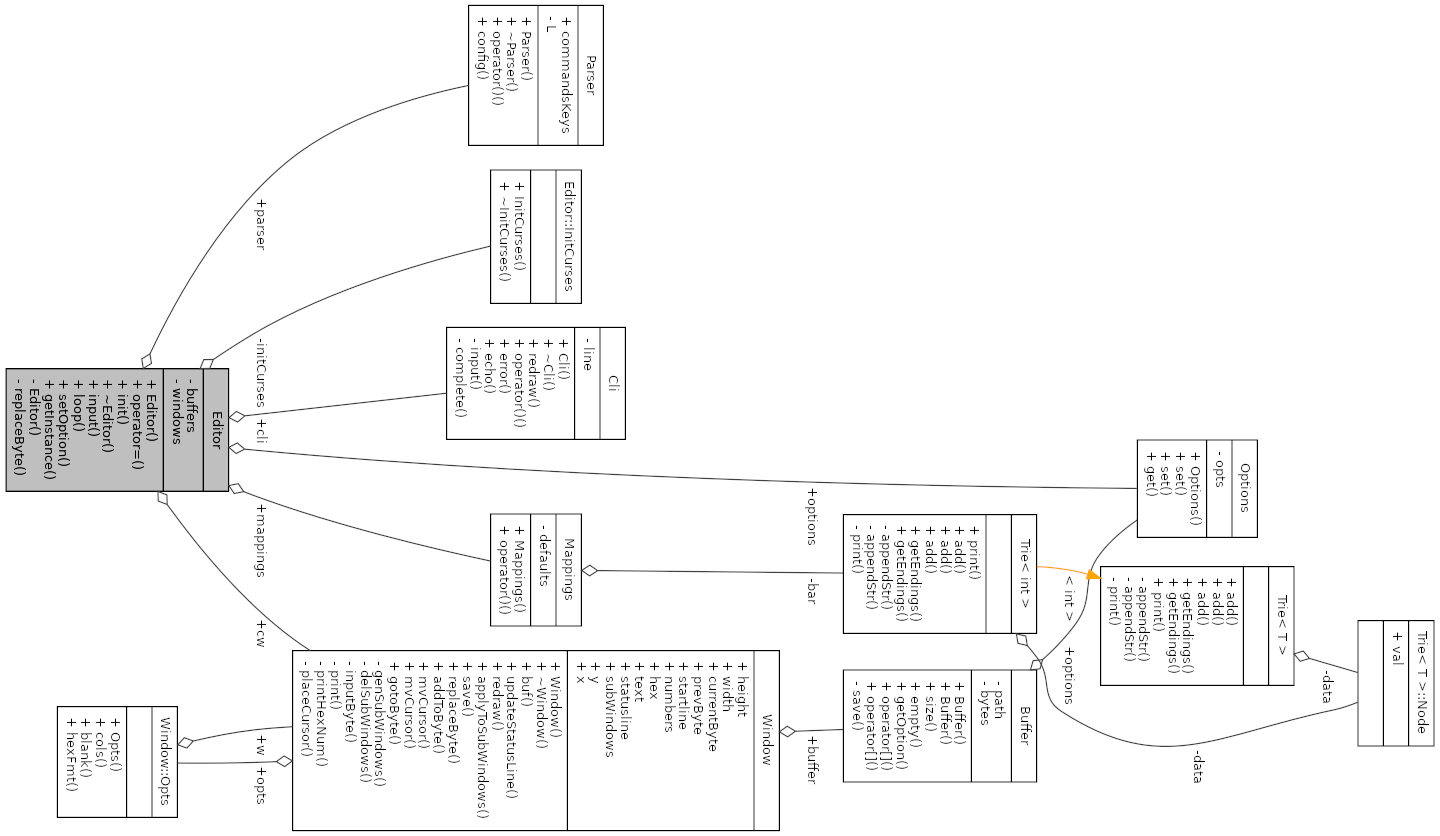 Parser
+ commandsKeys
- L
+ Parser()
+ ~Parser()
+ operator()()
+ config()
+parser
Editor::InitCurses
+ InitCurses()
+ ~InitCurses()
-initCurses
Cli
- line
+ Cli()
+ ~Cli()
+ redraw()
+ operator()()
+ error()
+ echo()
- input()
- complete()
+cli
Editor
- buffers
- windows
+ Editor()
+ operator=()
+ init()
+ ~Editor()
+ input()
+ loop()
+ setOption()
+ getInstance()
- Editor()
- replaceByte()
Options
- opts
+ Options()
+ set()
+ set()
+ get()
+options
Mappings
- defaults
+ Mappings()
+ operator()()
+mappings
Trie< int >
+ print()
+ add()
+ add()
+ add()
+ getEndings()
+ getEndings()
- appendStr()
- appendStr()
- print()
-bar
< int >
Trie< T >
+ add()
+ add()
+ add()
+ getEndings()
+ getEndings()
+ print()
- appendStr()
- appendStr()
- print()
Trie< T >::Node
+ val
-data
-data
+options
Buffer
- path
- bytes
+ Buffer()
+ Buffer()
+ size()
+ empty()
+ getOption()
+ operator[]()
+ operator[]()
- save()
+buffer
+cw
Window
+ height
+ width
+ currentByte
+ prevByte
+ startline
+ numbers
+ hex
+ text
+ statusline
+ subWindows
+ y
+ x
+ Window()
+ ~Window()
+ buf()
+ updateStatusLine()
+ redraw()
+ applyToSubWindows()
+ save()
+ replaceByte()
+ addToByte()
+ mvCursor()
+ mvCursor()
+ gotoByte()
- genSubWindows()
- delSubWindows()
- inputByte()
- print()
- printHexNum()
- placeCursor()
+w
+opts
Window::Opts
+ Opts()
+ cols()
+ blank()
+ hexFmt()